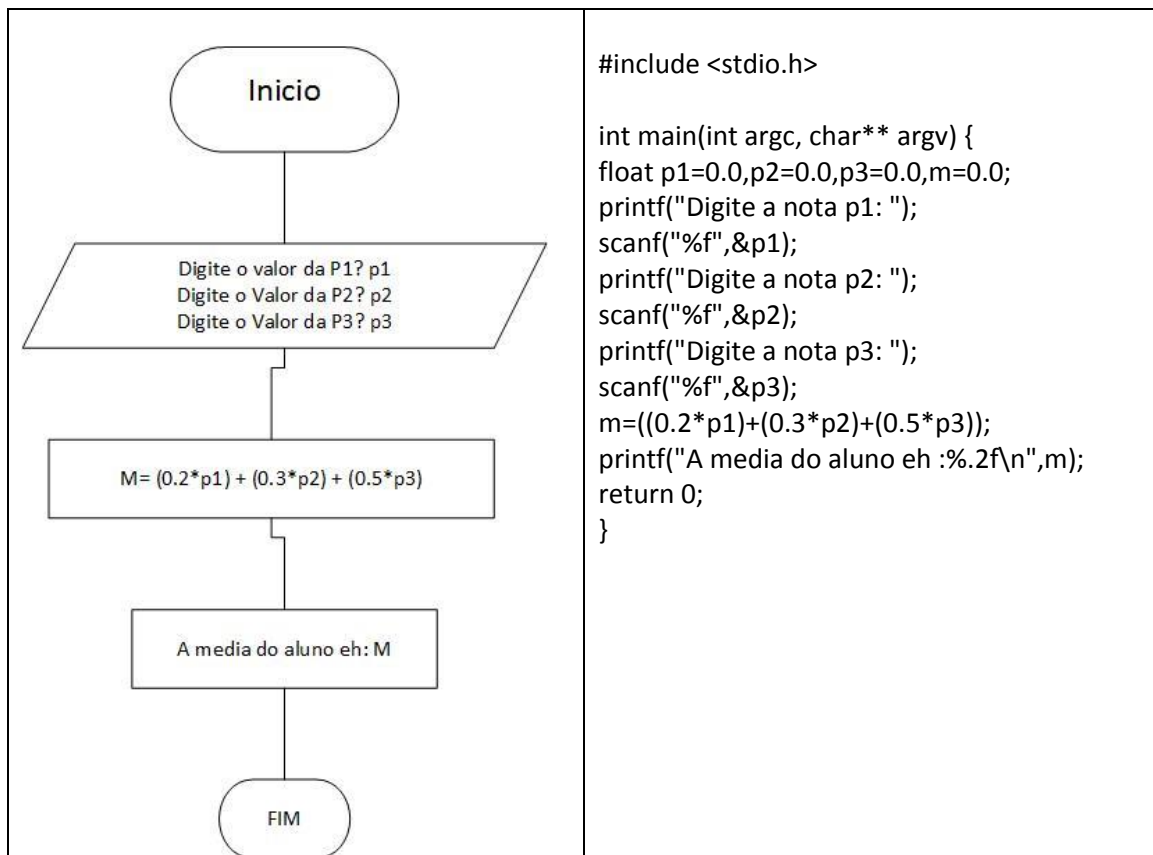 Inicio
Digite o valor da P1? p1
Digite o Valor da P2? p2
Digite o Valor da P3? p3
M= (0.2*p1) + (0.3*p2) + (0.5*p3)
A media do aluno eh: M
FIM
#include <stdio.h>
int main(int argc, char** argv) {
float p1=0.0,p2=0.0,p3=0.0,m=0.0;
printf("Digite a nota p1: ");
scanf("%f",&p1);
printf("Digite a nota p2: ");
scanf("%f",&p2);
printf("Digite a nota p3: ");
scanf("%f",&p3);
m=((0.2*p1)+(0.3*p2)+(0.5*p3));
printf("A media do aluno eh :%.2f\n",m);
return 0;
}